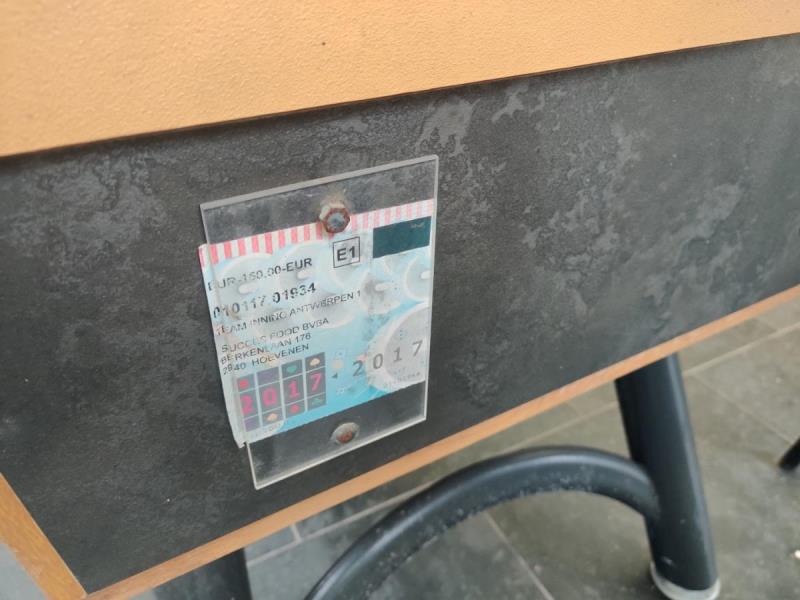 EUR-150,00-EUR
E1
010117 01934
TEAM INNING ANTWERPEN 1
SUCCES FOOD BVBA
BERKENLAAN 176
2940 HOEVENEN
2017
2017